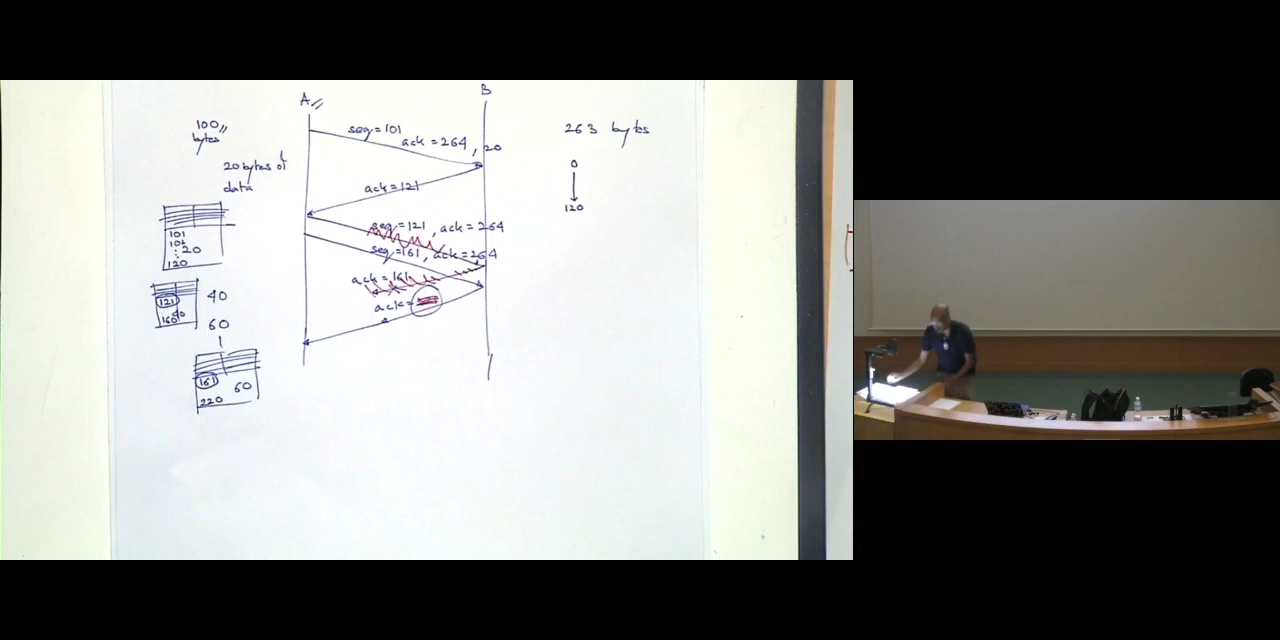 A
B
100
bytes
20 bytes of
data
101
102
20
120
121
40
160
40
60
161
60
220
seq=101
ack=264, 20
ack=121
seq=121, ack=264
seq=161, ack=264
ack=161
ack=
263 bytes
0
120